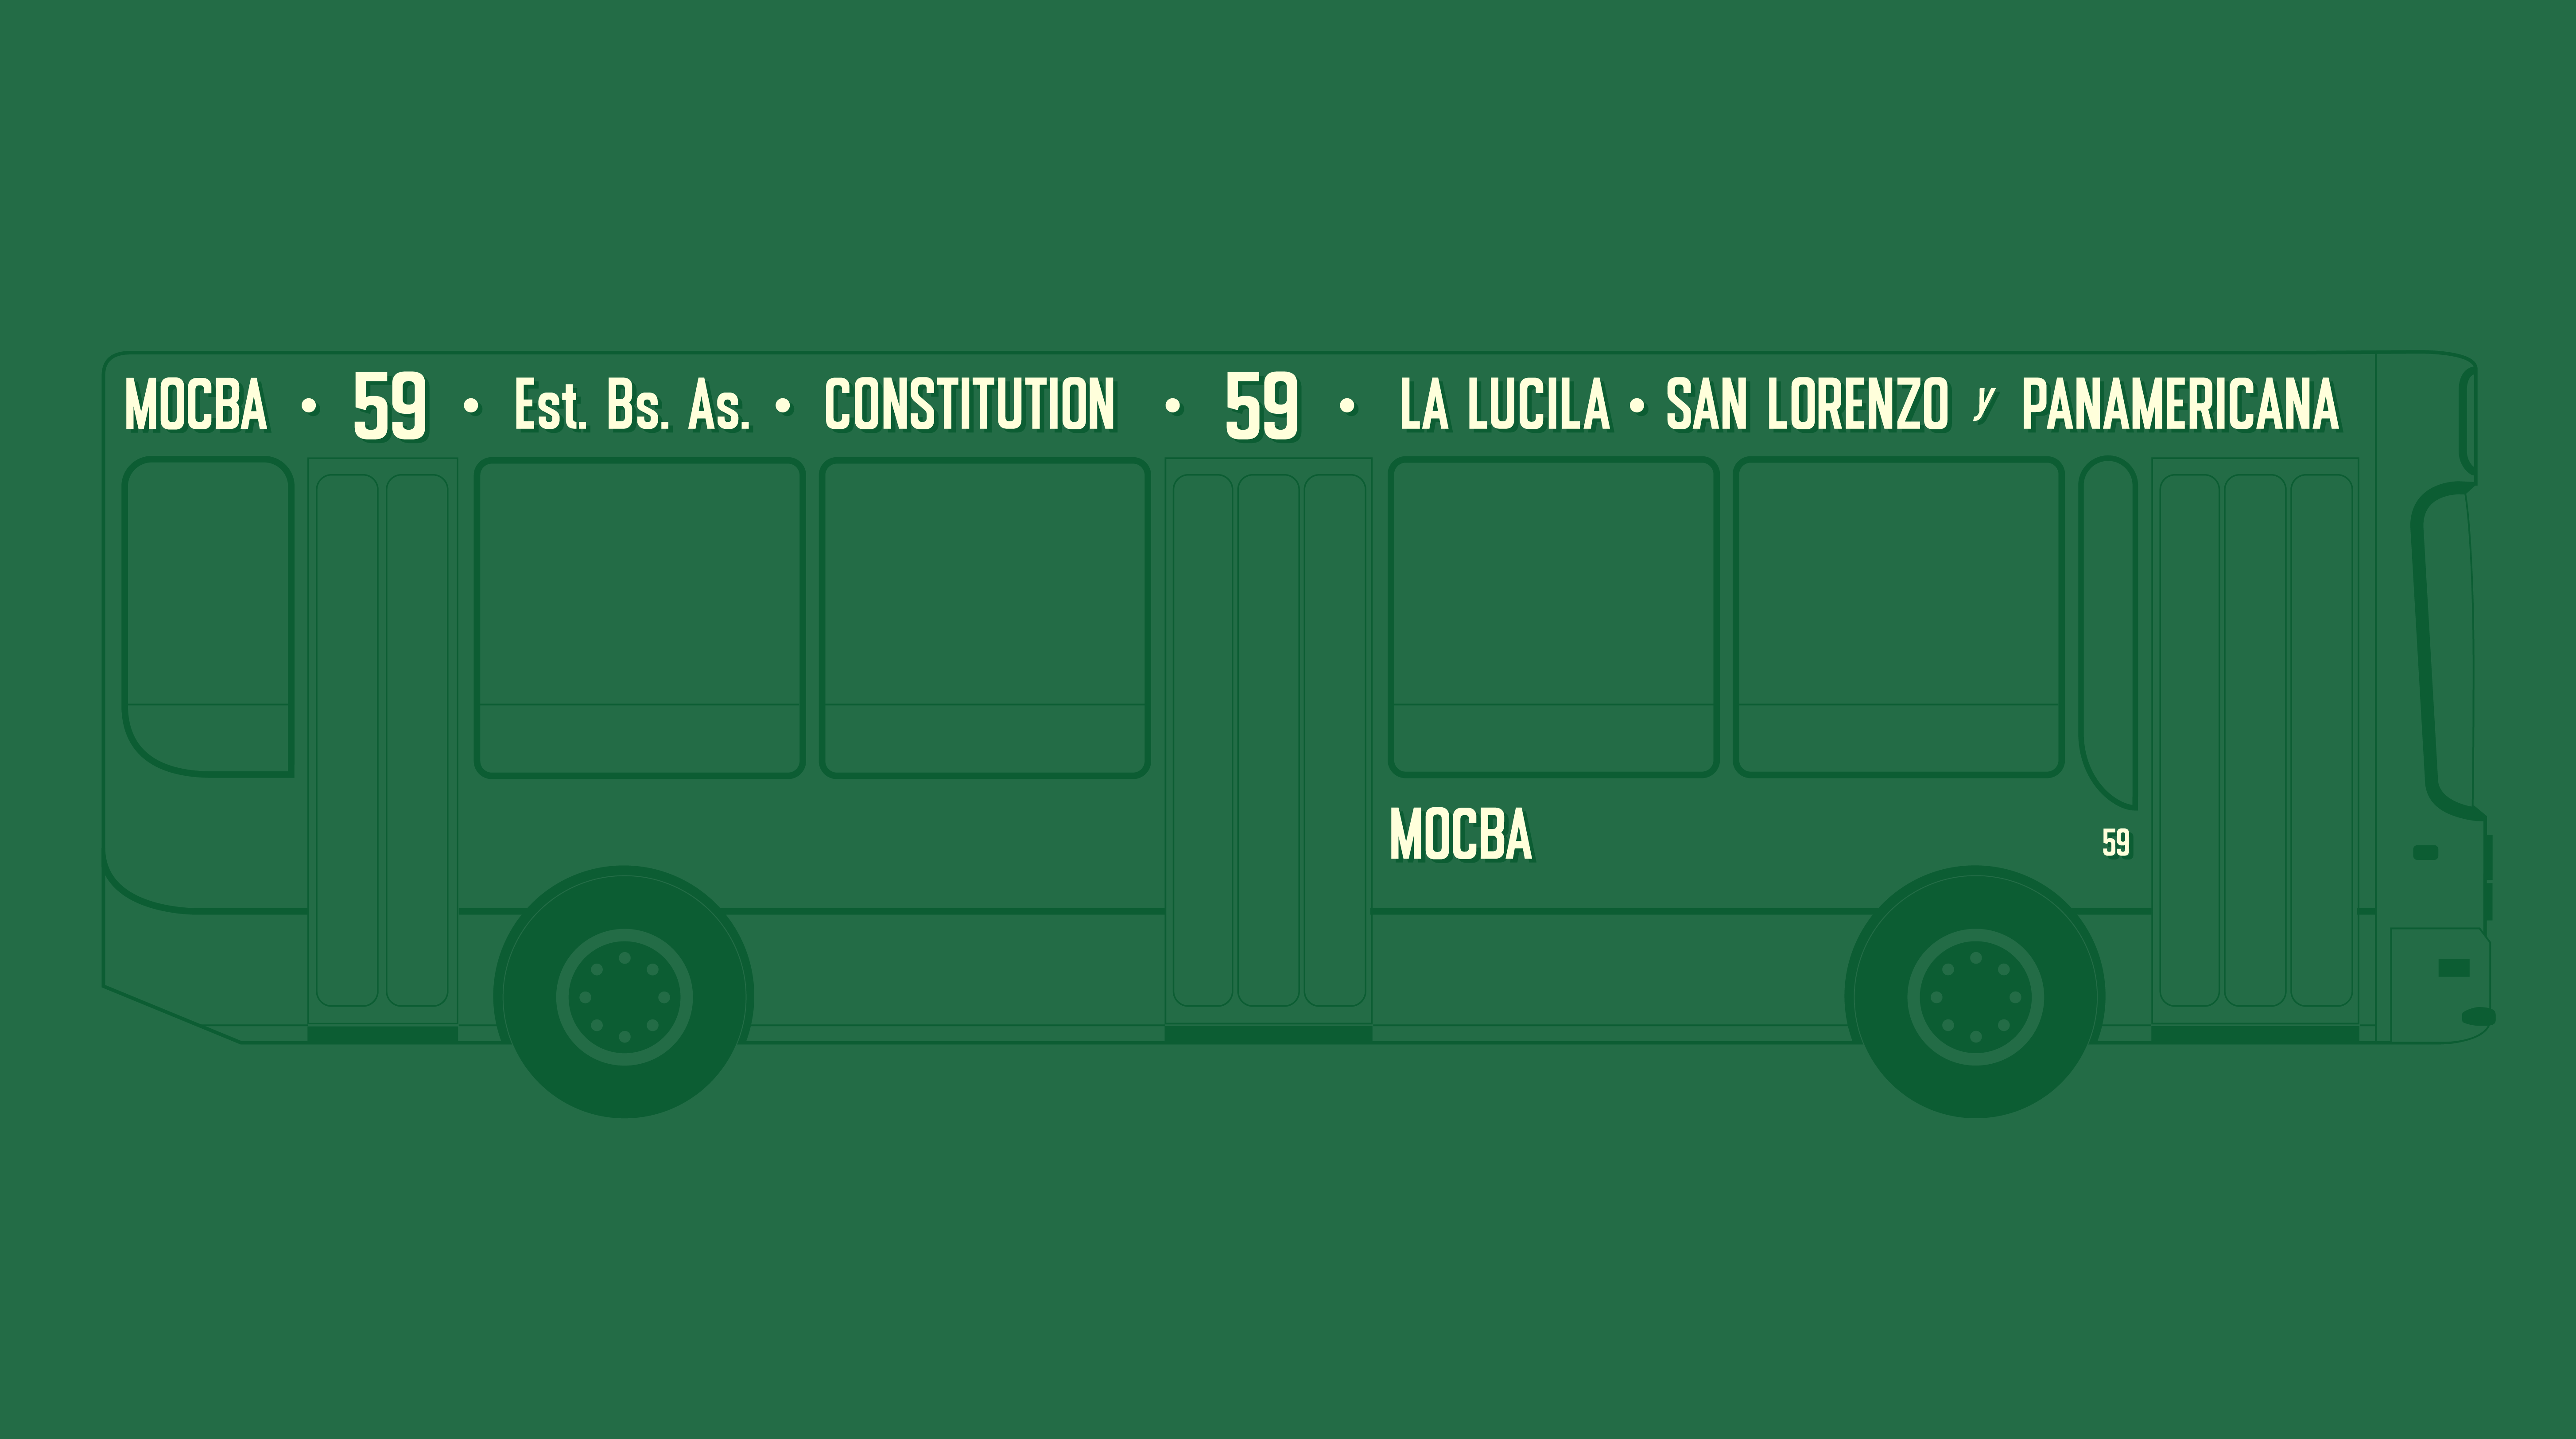 MOCBA • 59 • Est. Bs. As. • CONSTITUTION • 59 • LA LUCILA • SAN LORENZO y PANAMERICANA
MOCBA
59